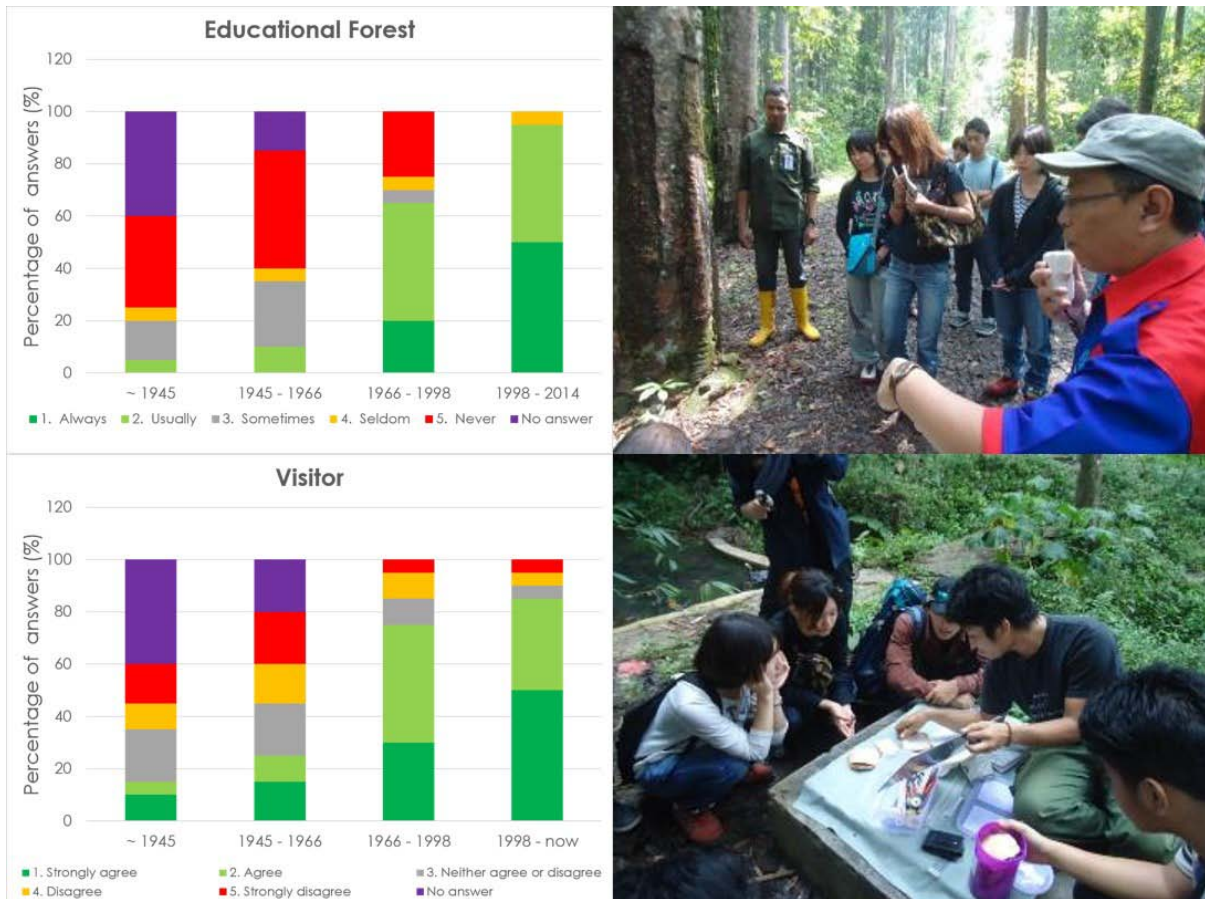 Educational Forest
Percentage of answers (%)
120
100
80
60
40
20
0
~ 1945
1945 - 1966
1966 - 1998
1998 - 2014
1. Always
2. Usually
3. Sometimes
4. Seldom
5. Never
No answer
Visitor
Percentage of answers (%)
120
100
80
60
40
20
0
~ 1945
1945 - 1966
1966 - 1998
1998 - now
1. Strongly agree
2. Agree
3. Neither agree or disagree
4. Disagree
5. Strongly disagree
No answer